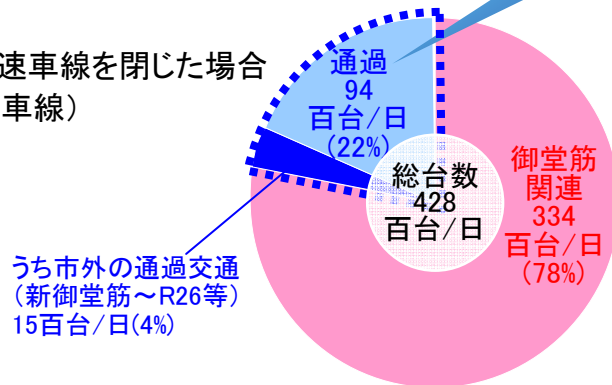 速車線を閉じた場合
車線）
通過
94
百台/日
(22%)
総台数
428
百台/日
御堂筋
関連
334
百台/日
(78%)
うち市外の通過交通
（新御堂筋～R26等）
15百台/日(4%)